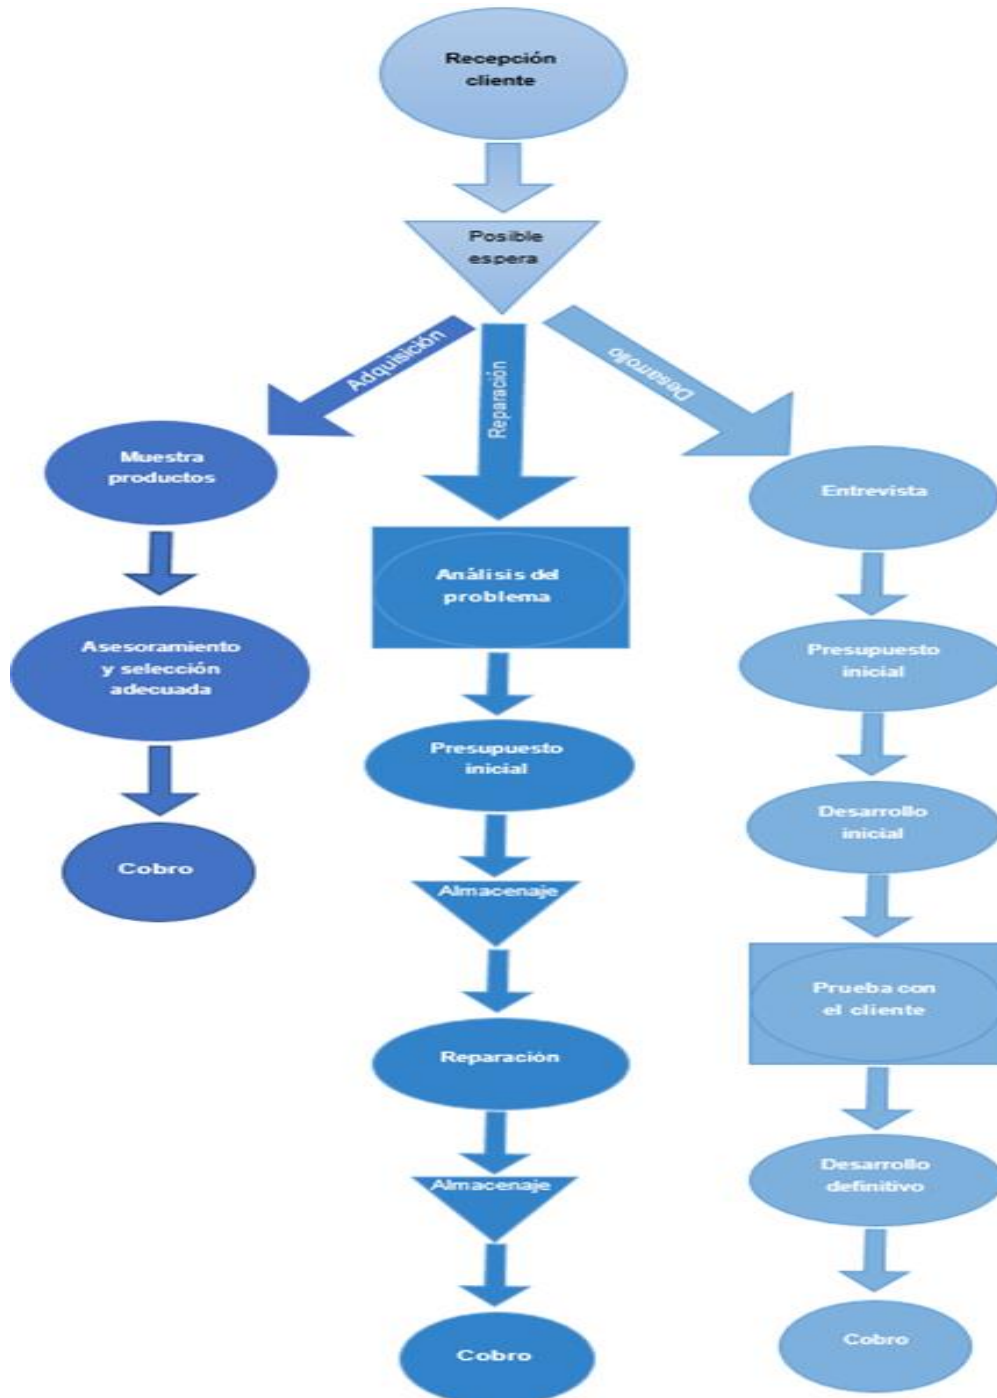 Recepción
cliente
Posible
espera
Adquisición
Muestra
productos
Asesoramiento
y selección
adecuada
Cobro
Reparación
Análisis del
problema
Presupuesto
inicial
Almacenaje
Reparación
Almacenaje
Cobro
Desarrollo
Entrevista
Presupuesto
inicial
Desarrollo
inicial
Prueba con
el cliente
Desarrollo
definitivo
Cobro